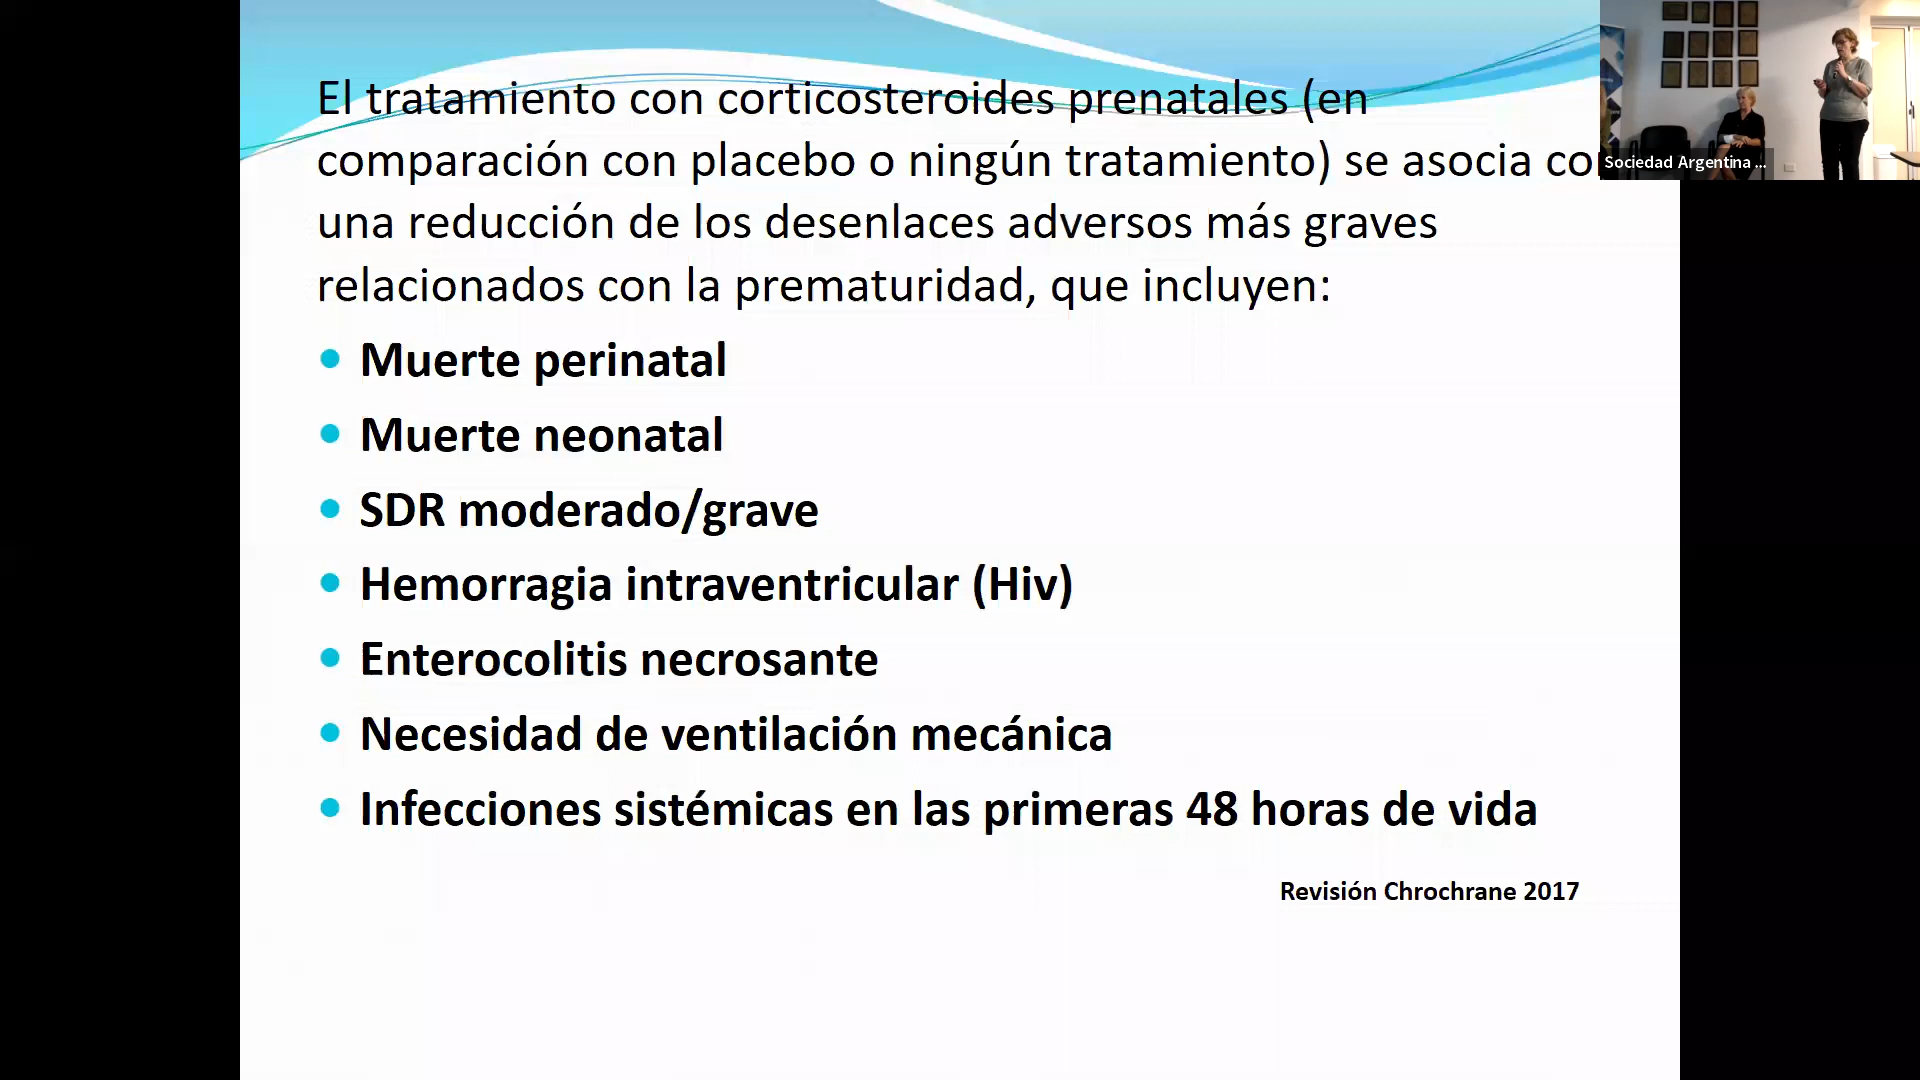 El tratamiento con corticosteroides prenatales (en
comparación con placebo o ningún tratamiento) se asocia co
una reducción de los desenlaces adversos más graves
relacionados con la prematuridad, que incluyen:
Muerte perinatal
Muerte neonatal
SDR moderado/grave
Hemorragia intraventricular (Hiv)
Enterocolitis necrosante
Necesidad de ventilación mecánica
Infecciones sistémicas en las primeras 48 horas de vida
Revisión Chrochrane 2017
Sociedad Argentina ...